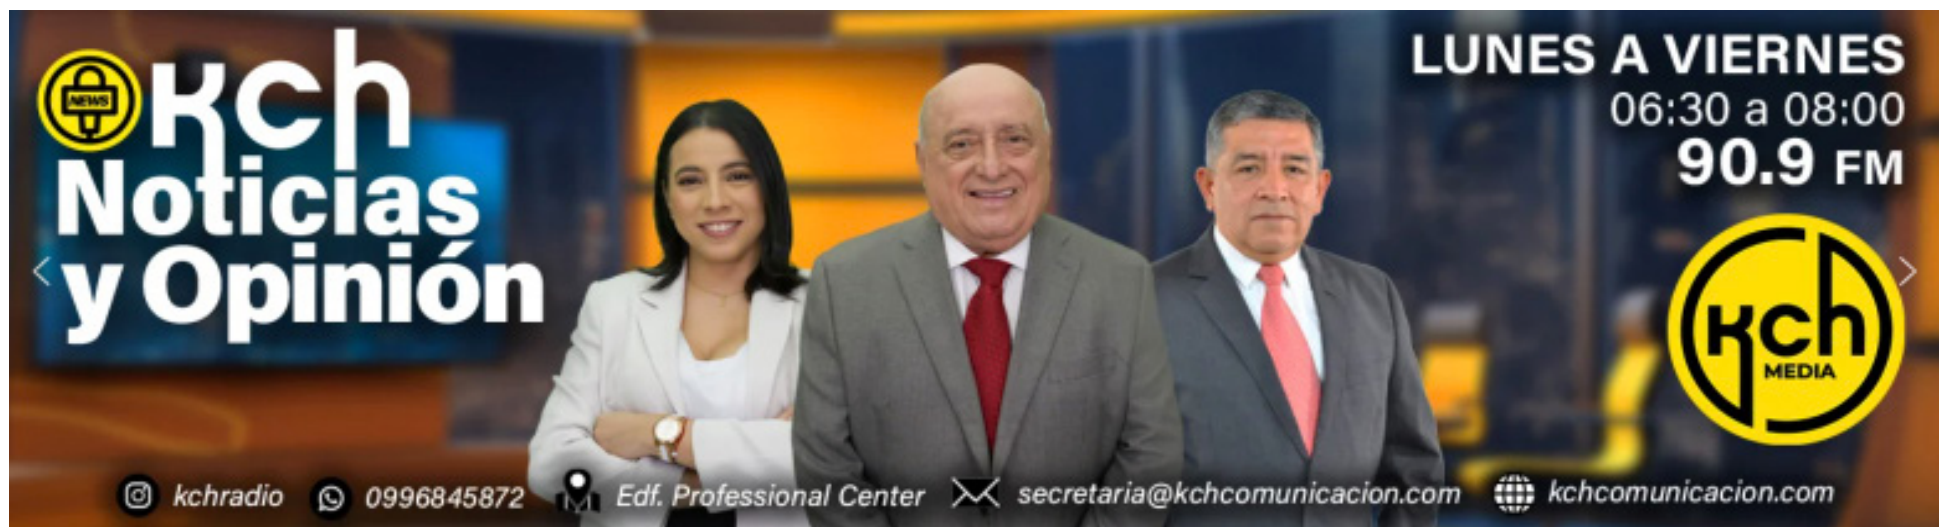 NEWS
kch
Noticias
y Opinión
LUNES A VIERNES
06:30 a 08:00
90.9 FM
kch
MEDIA
kchradio
0996845872
Edf. Professional Center
secretaria@kchcomunicacion.com
kchcomunicacion.com